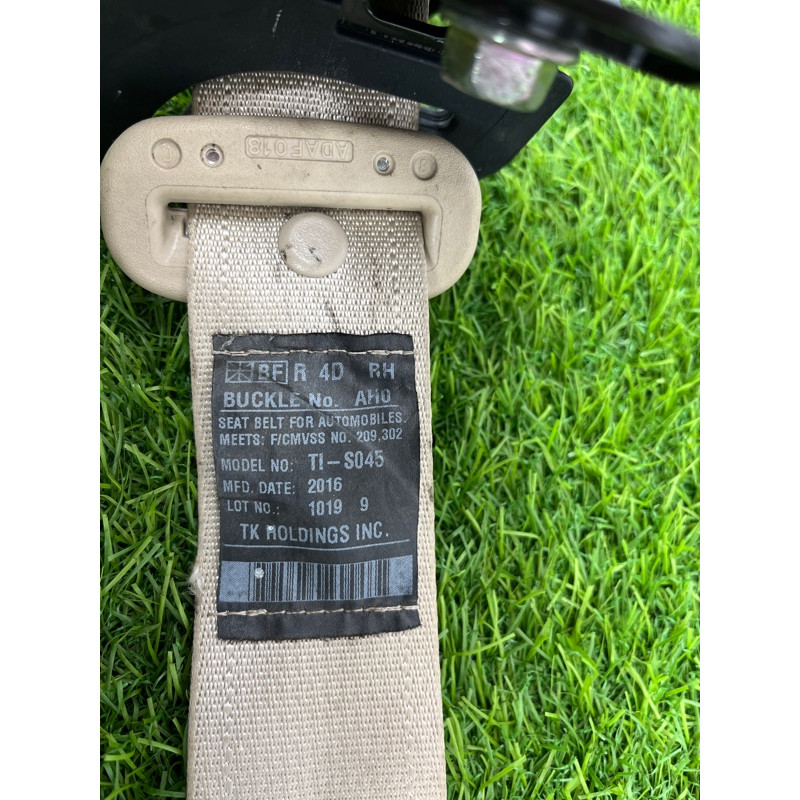 ADAF018
BF R 4D RH
BUCKLE No. AH0
SEAT BELT FOR AUTOMOBILES.
MEETS: F/CMVSS NO. 209,302
MODEL NO: TI-S045
MFD. DATE: 2016
LOT NO.: 1019 9
TK HOLDINGS INC.